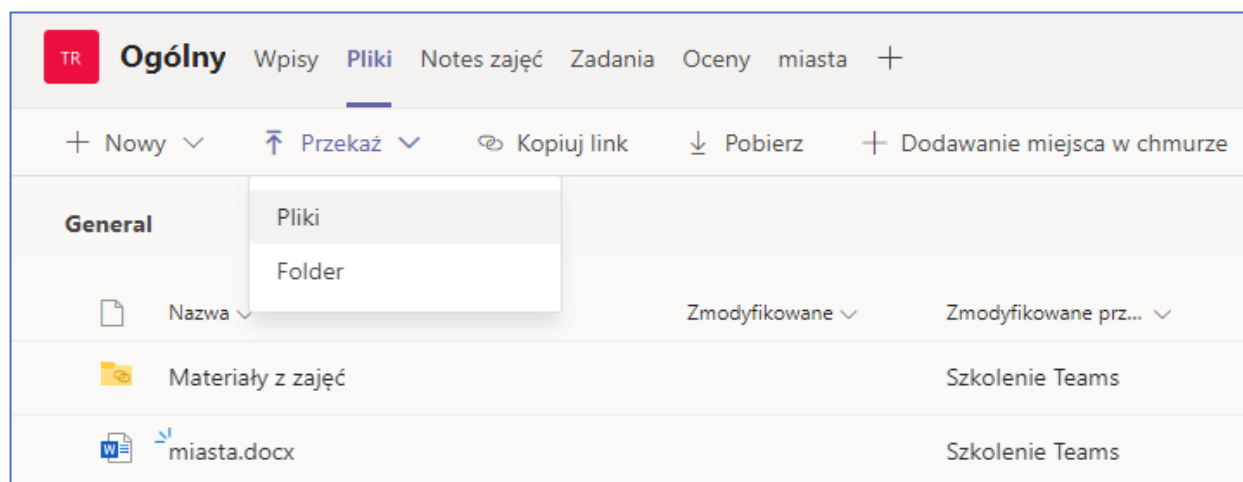 TR Ogólny Wpisy Pliki Notes zajęć Zadania Oceny miasta +
+ Nowy Przekaż Kopiuj link Pobierz + Dodawanie miejsca w chmurze
Pliki
General
Folder
Nazwa Zmodyfikowane Zmodyfikowane prz...
Materiały z zajęć Szkolenie Teams
W miasta.docx Szkolenie Teams